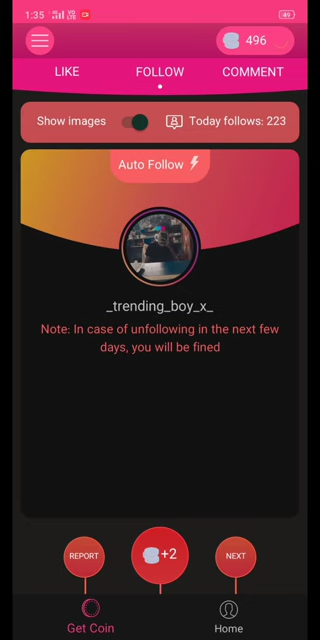 1:35
49
496
LIKE
FOLLOW
COMMENT
Show images
Today follows: 223
Auto Follow
_trending_boy_x_
Note: In case of unfollowing in the next few
days, you will be fined
REPORT
+2
NEXT
Get Coin
Home